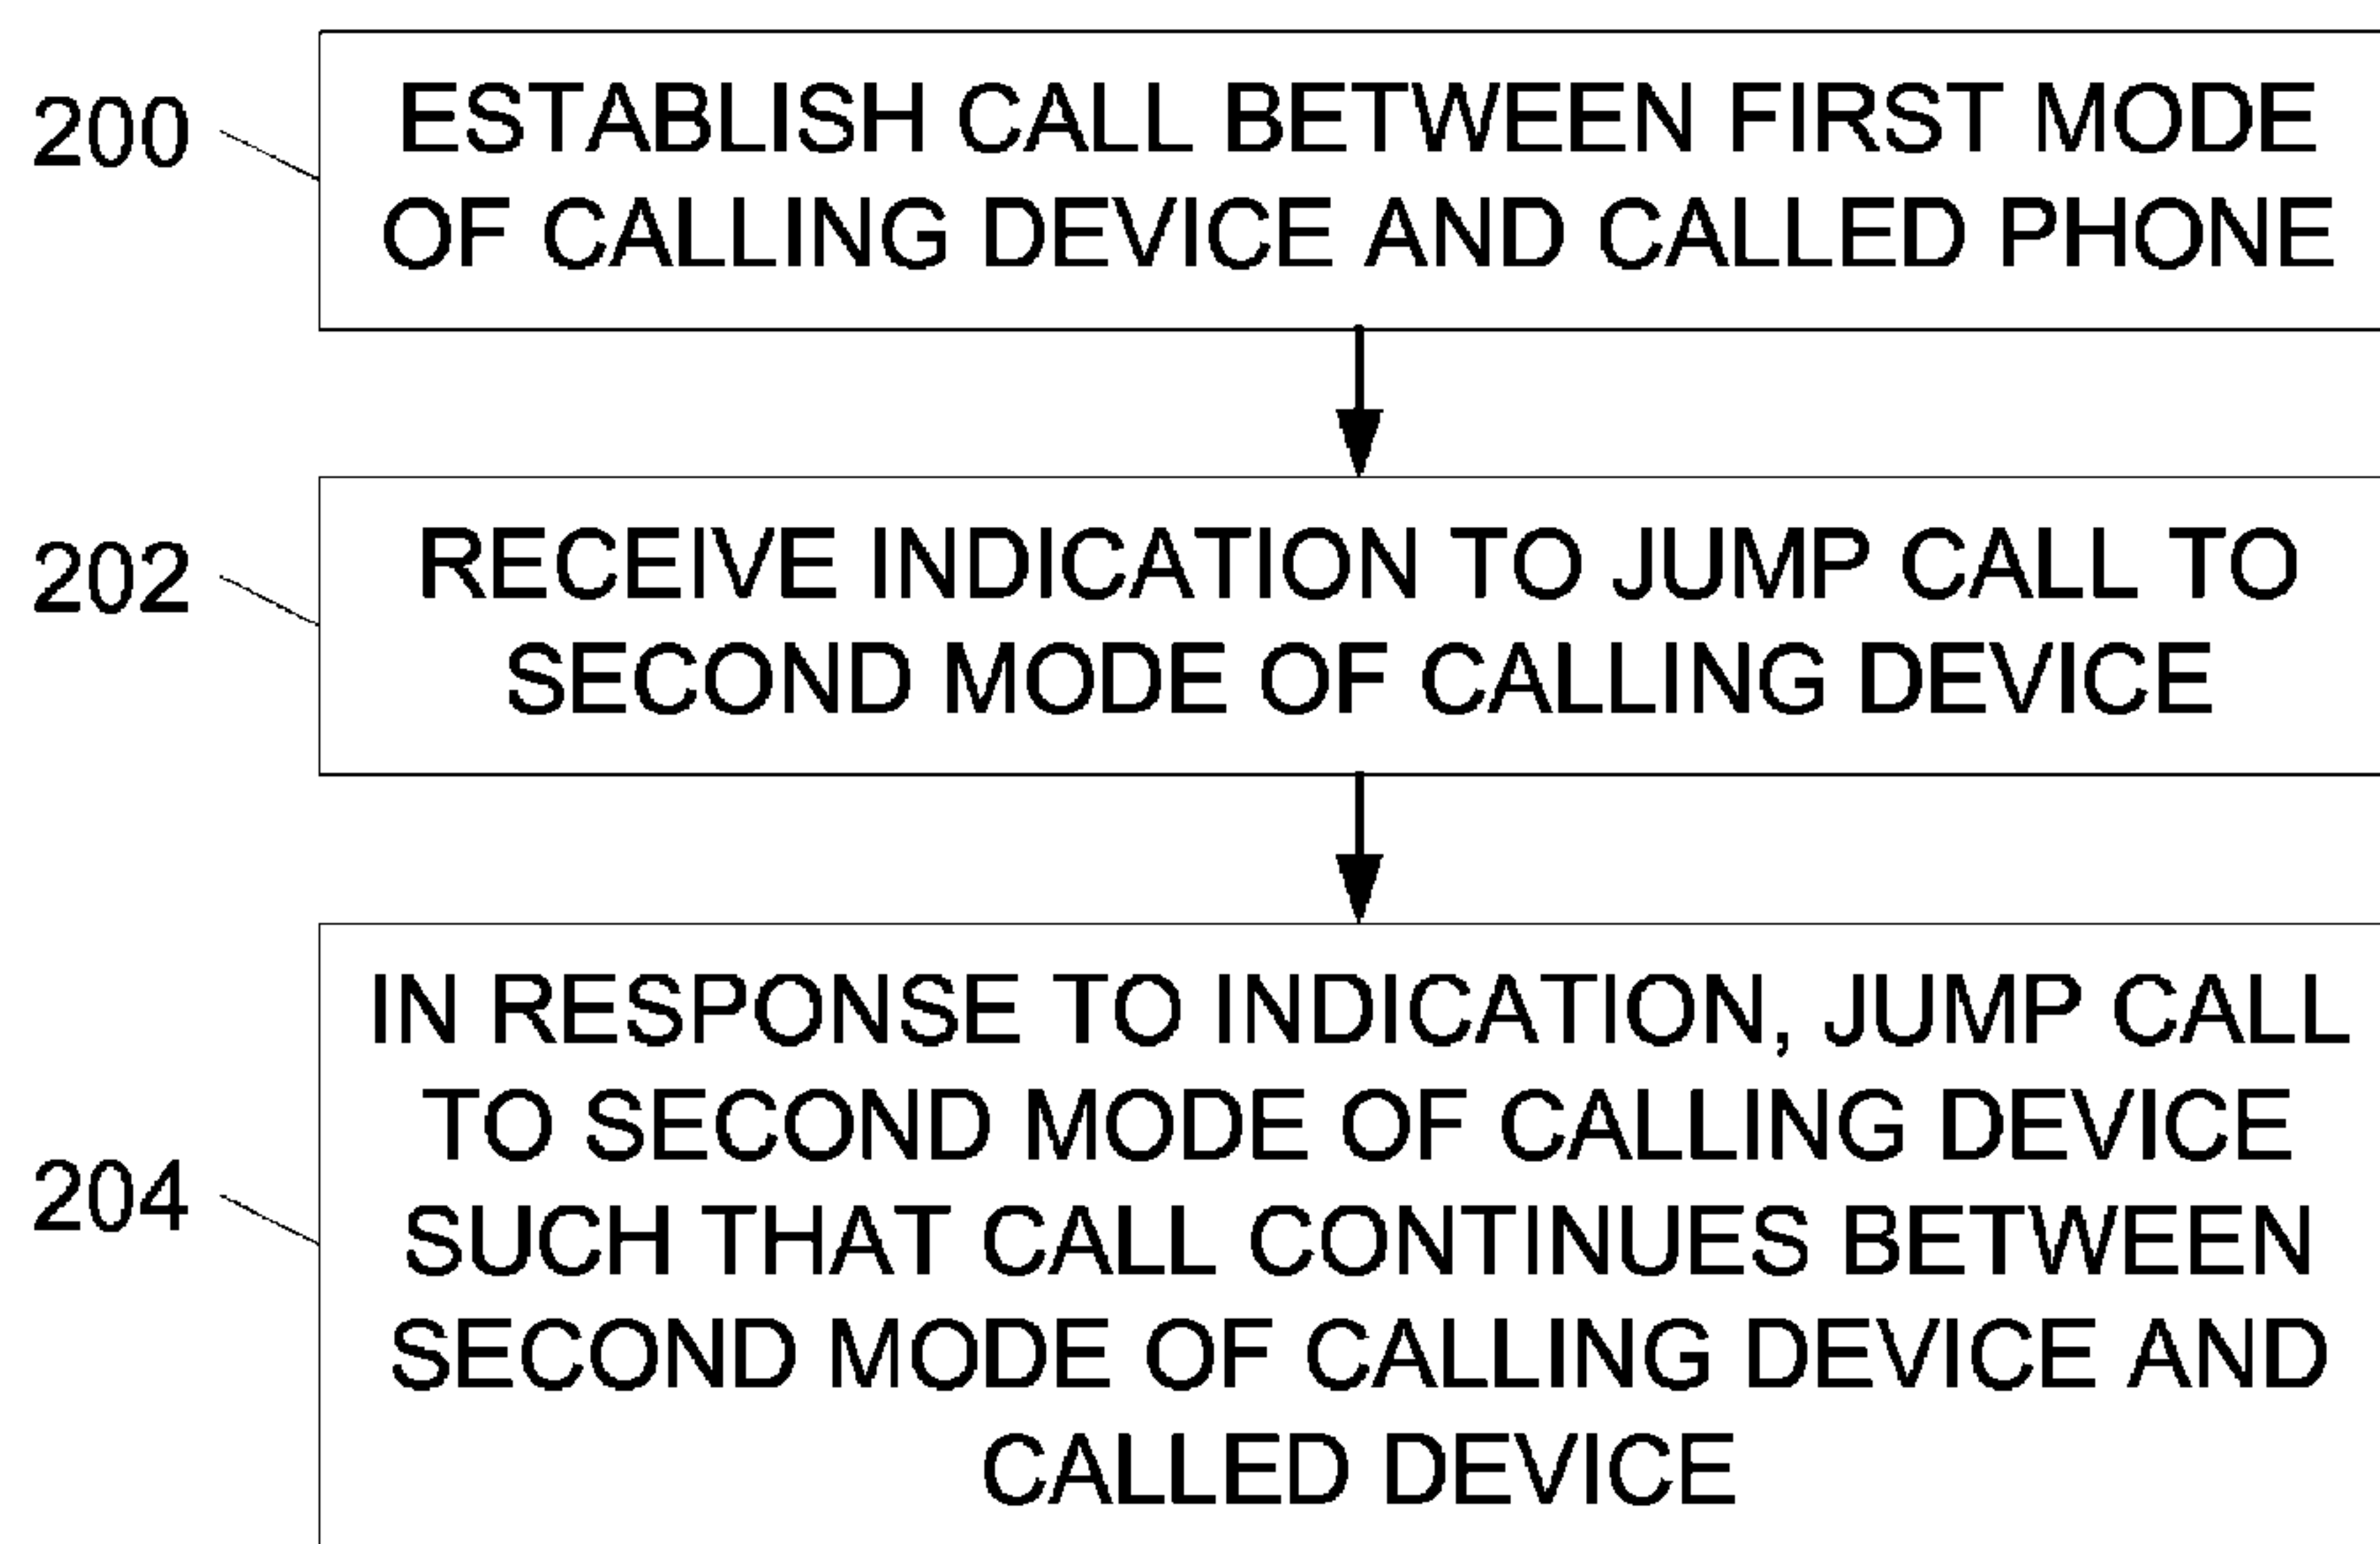 200
ESTABLISH CALL BETWEEN FIRST MODE
OF CALLING DEVICE AND CALLED PHONE
202
RECEIVE INDICATION TO JUMP CALL TO
SECOND MODE OF CALLING DEVICE
204
IN RESPONSE TO INDICATION, JUMP CALL
TO SECOND MODE OF CALLING DEVICE
SUCH THAT CALL CONTINUES BETWEEN
SECOND MODE OF CALLING DEVICE AND
CALLED DEVICE